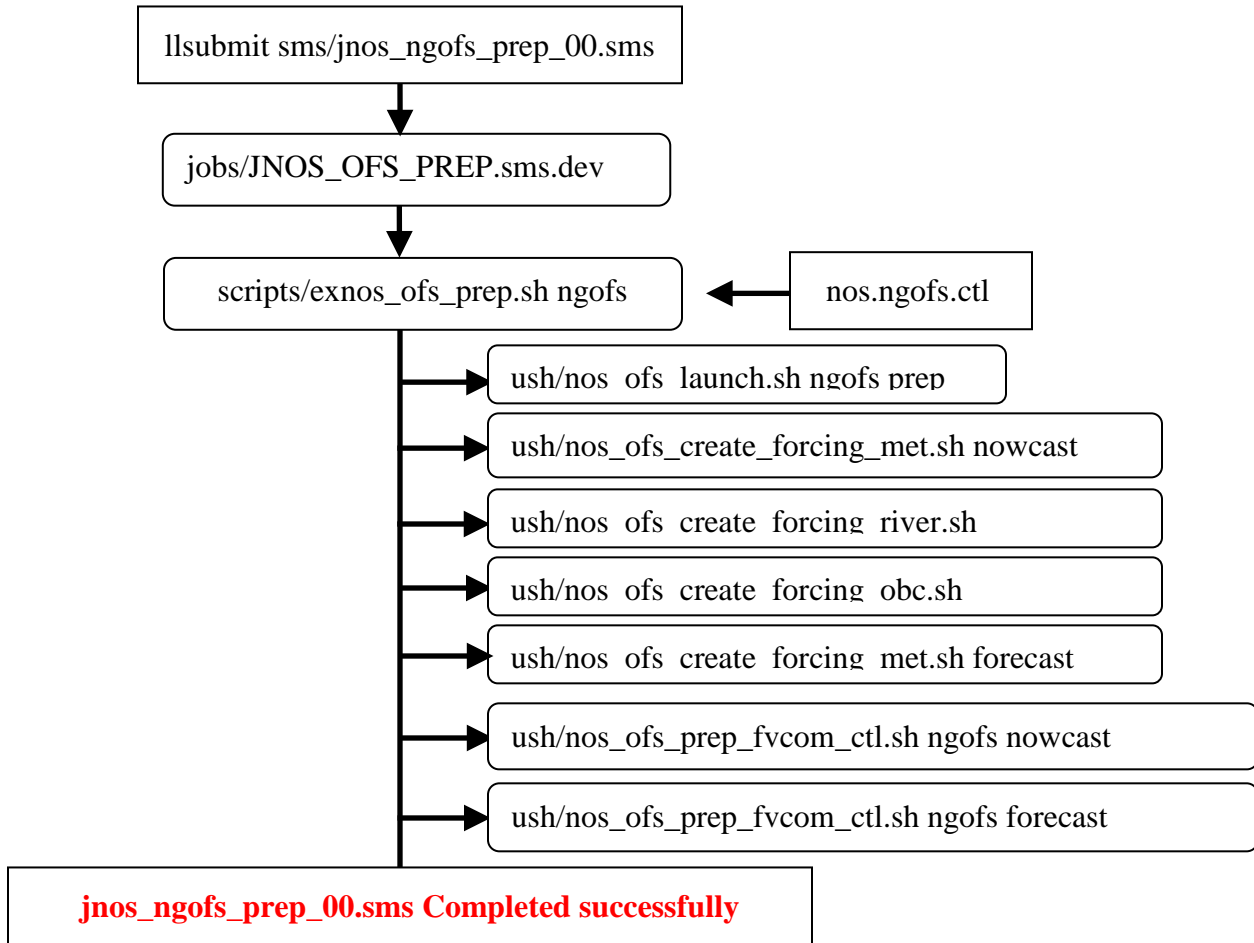 llsubmit sms/jnos_ngofs_prep_00.sms
jobs/JNOS_OFS_PREP.sms.dev
scripts/exnos_ofs_prep.sh ngofs
nos.ngofs.ctl
ush/nos_ofs_launch.sh ngofs prep
ush/nos_ofs_create_forcing_met.sh nowcast
ush/nos_ofs_create_forcing_river.sh
ush/nos_ofs_create_forcing_obc.sh
ush/nos_ofs_create_forcing_met.sh forecast
ush/nos_ofs_prep_fvcom_ctl.sh ngofs nowcast
ush/nos_ofs_prep_fvcom_ctl.sh ngofs forecast
jnos_ngofs_prep_00.sms Completed successfully